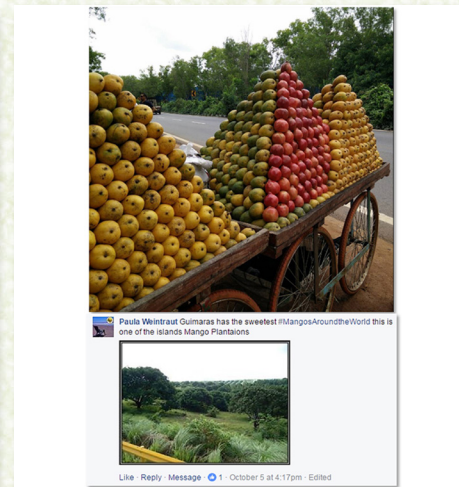 Paula Weintraut Guimaras has the sweetest #MangosAroundtheWorld this is
one of the islands Mango Plantaions
Like · Reply · Message · 1 · October 5 at 4:17pm · Edited